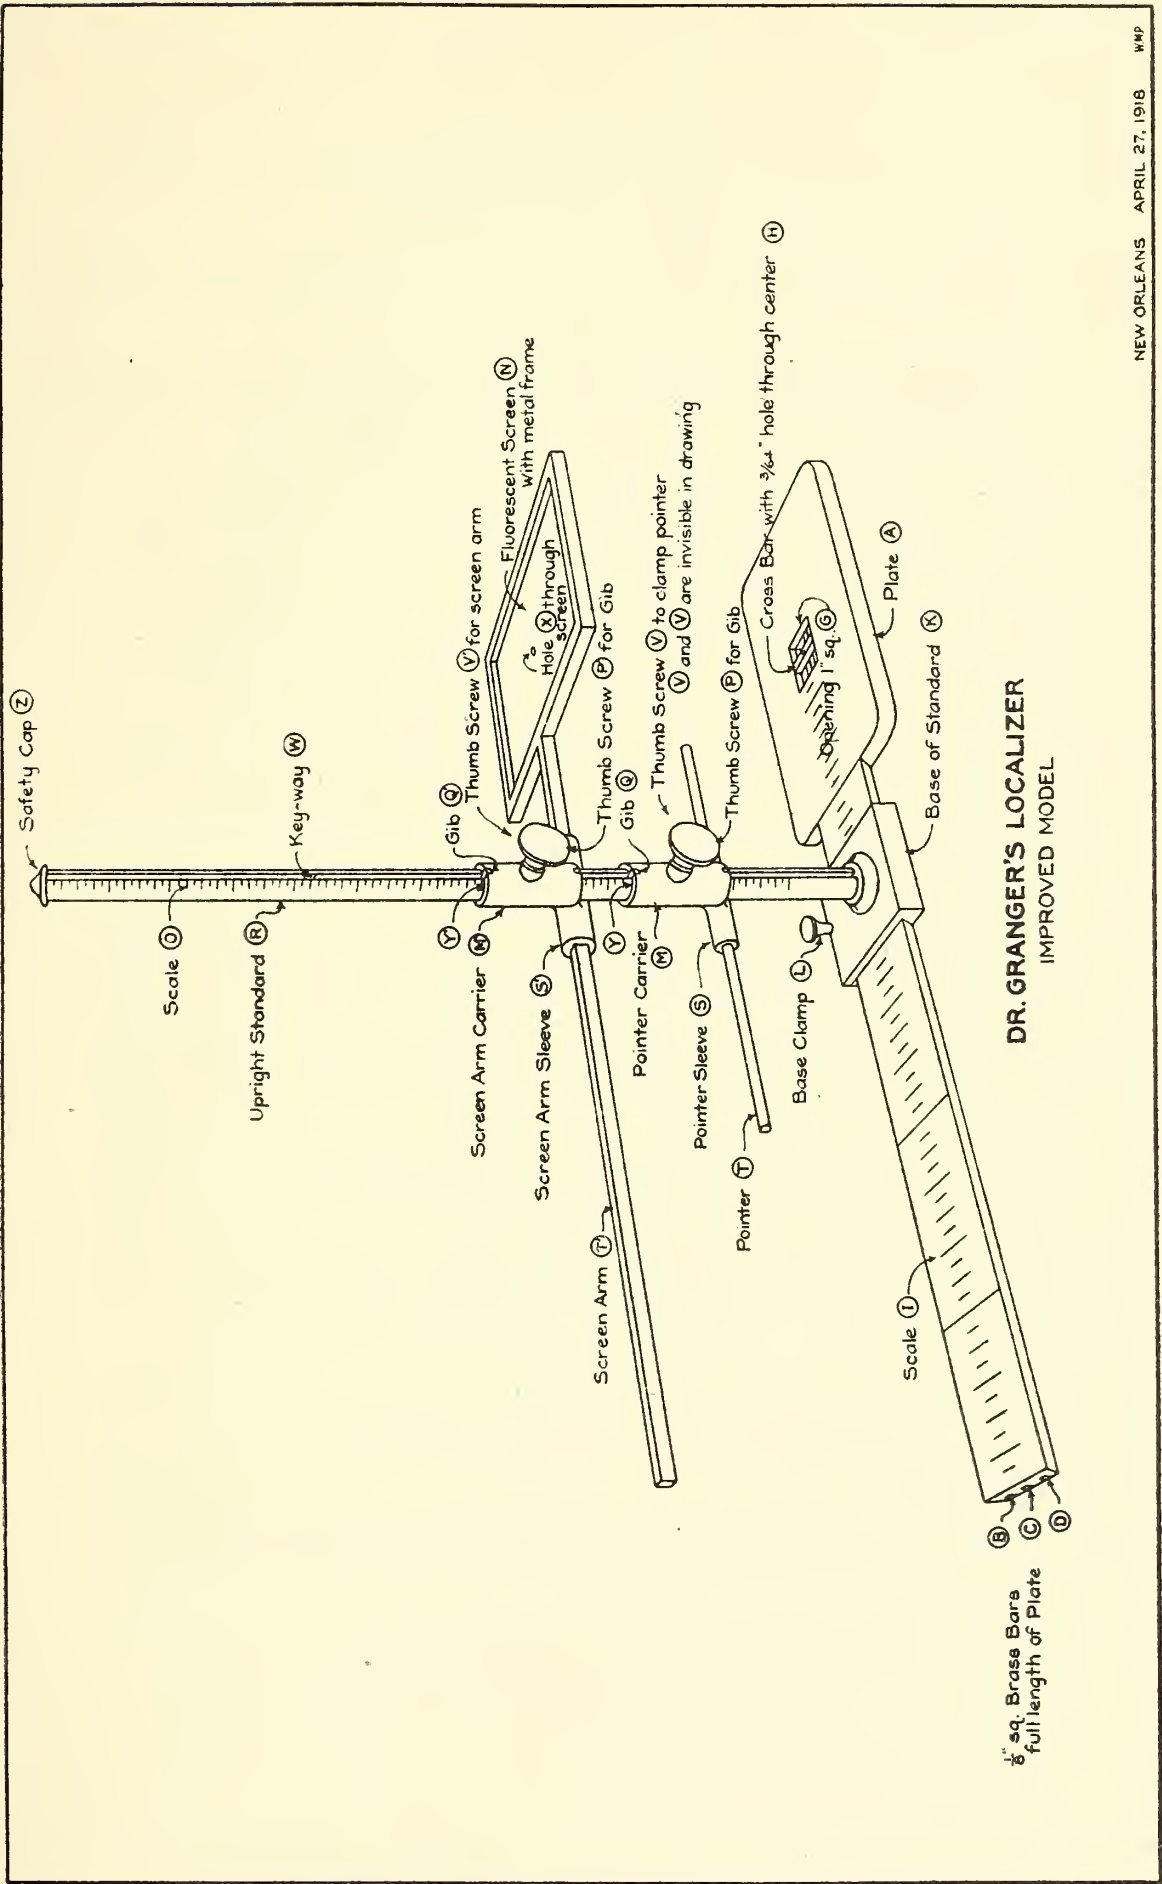 Safety Cap Z
Scale O
Key-way W
Upright Standard R
Y'
Gib Q'
Thumb Screw V' for screen arm
Fluorescent Screen N
with metal frame
Hole X through
screen
Screen Arm Carrier M'
Screen Arm Sleeve S'
Thumb Screw P' for Gib
Gib Q
Y
Pointer Carrier
M
Thumb Screw V to clamp pointer
V and V' are invisible in drawing
Screen Arm T'
Pointer Sleeve S
Thumb Screw P for Gib
Pointer T
Cross Bar with 3/64" hole through center H
Base Clamp L
Opening 1" sq. G
Plate A
Scale I
Base of Standard K
B
C
D
1/8" sq. Brass Bars
full length of Plate
DR. GRANGER'S LOCALIZER
IMPROVED MODEL
NEW ORLEANS APRIL 27, 1918 WMP